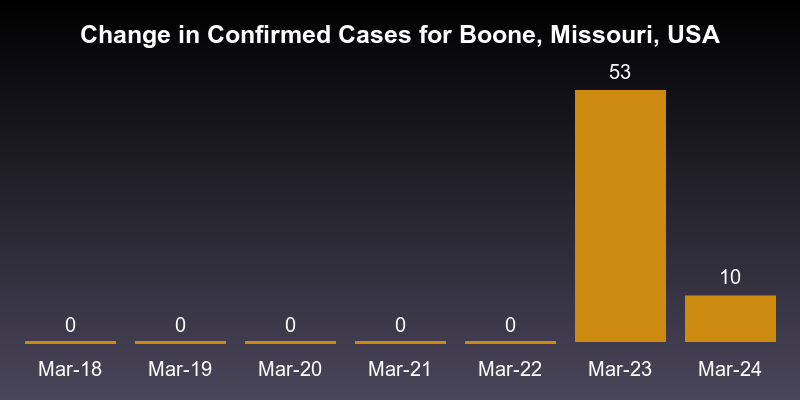 Change in Confirmed Cases for Boone, Missouri, USA
53
10
0 0 0 0 0
Mar-18 Mar-19 Mar-20 Mar-21 Mar-22 Mar-23 Mar-24